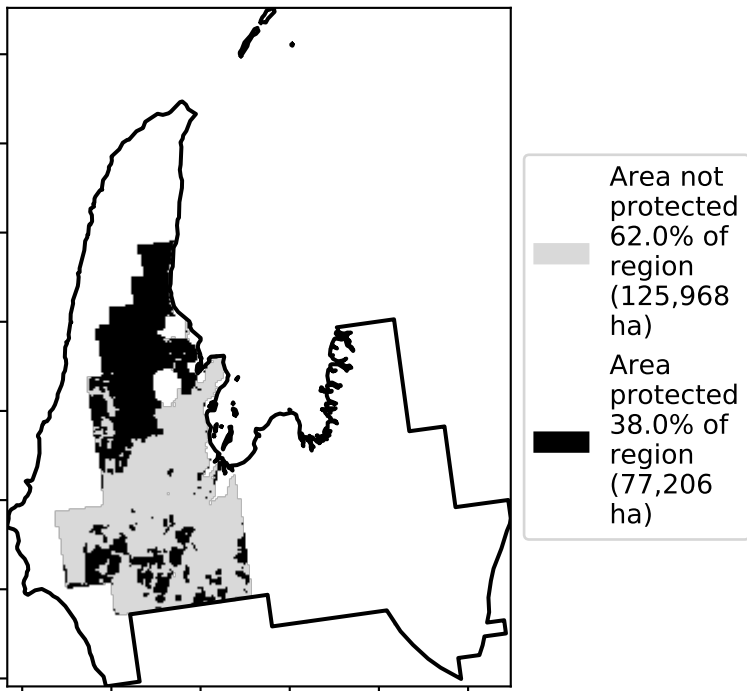 Area not
protected
62.0% of
region
(125,968
ha)
Area
protected
38.0% of
region
(77,206
ha)